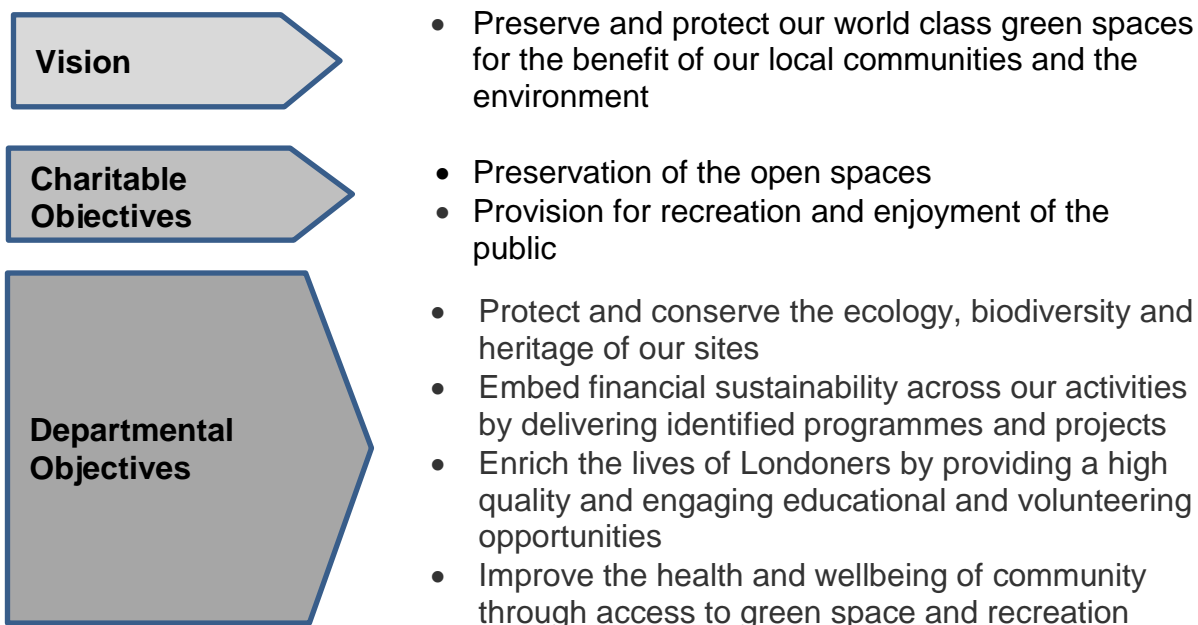 Vision
• Preserve and protect our world class green spaces
for the benefit of our local communities and the
environment
Charitable
Objectives
• Preservation of the open spaces
• Provision for recreation and enjoyment of the
public
Departmental
Objectives
• Protect and conserve the ecology, biodiversity and
heritage of our sites
• Embed financial sustainability across our activities
by delivering identified programmes and projects
• Enrich the lives of Londoners by providing a high
quality and engaging educational and volunteering
opportunities
• Improve the health and wellbeing of community
through access to green space and recreation